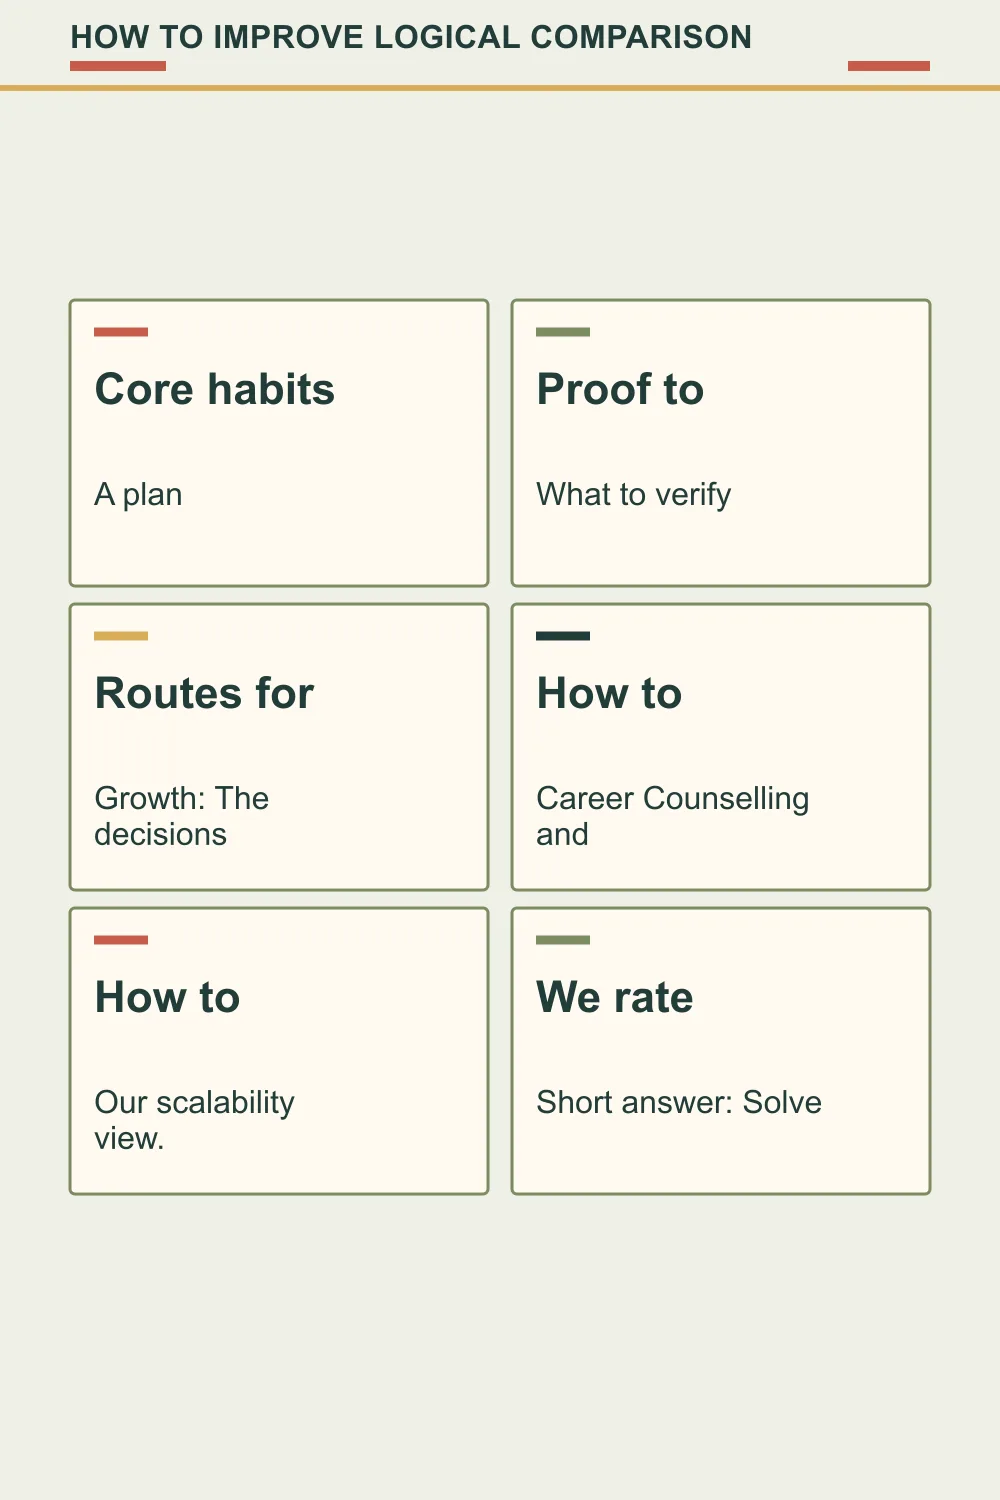 HOW TO IMPROVE LOGICAL COMPARISON
Core habits
A plan
Proof to
What to verify
Routes for
Growth: The
decisions
How to
Career Counselling
and
How to
Our scalability
view.
We rate
Short answer: Solve